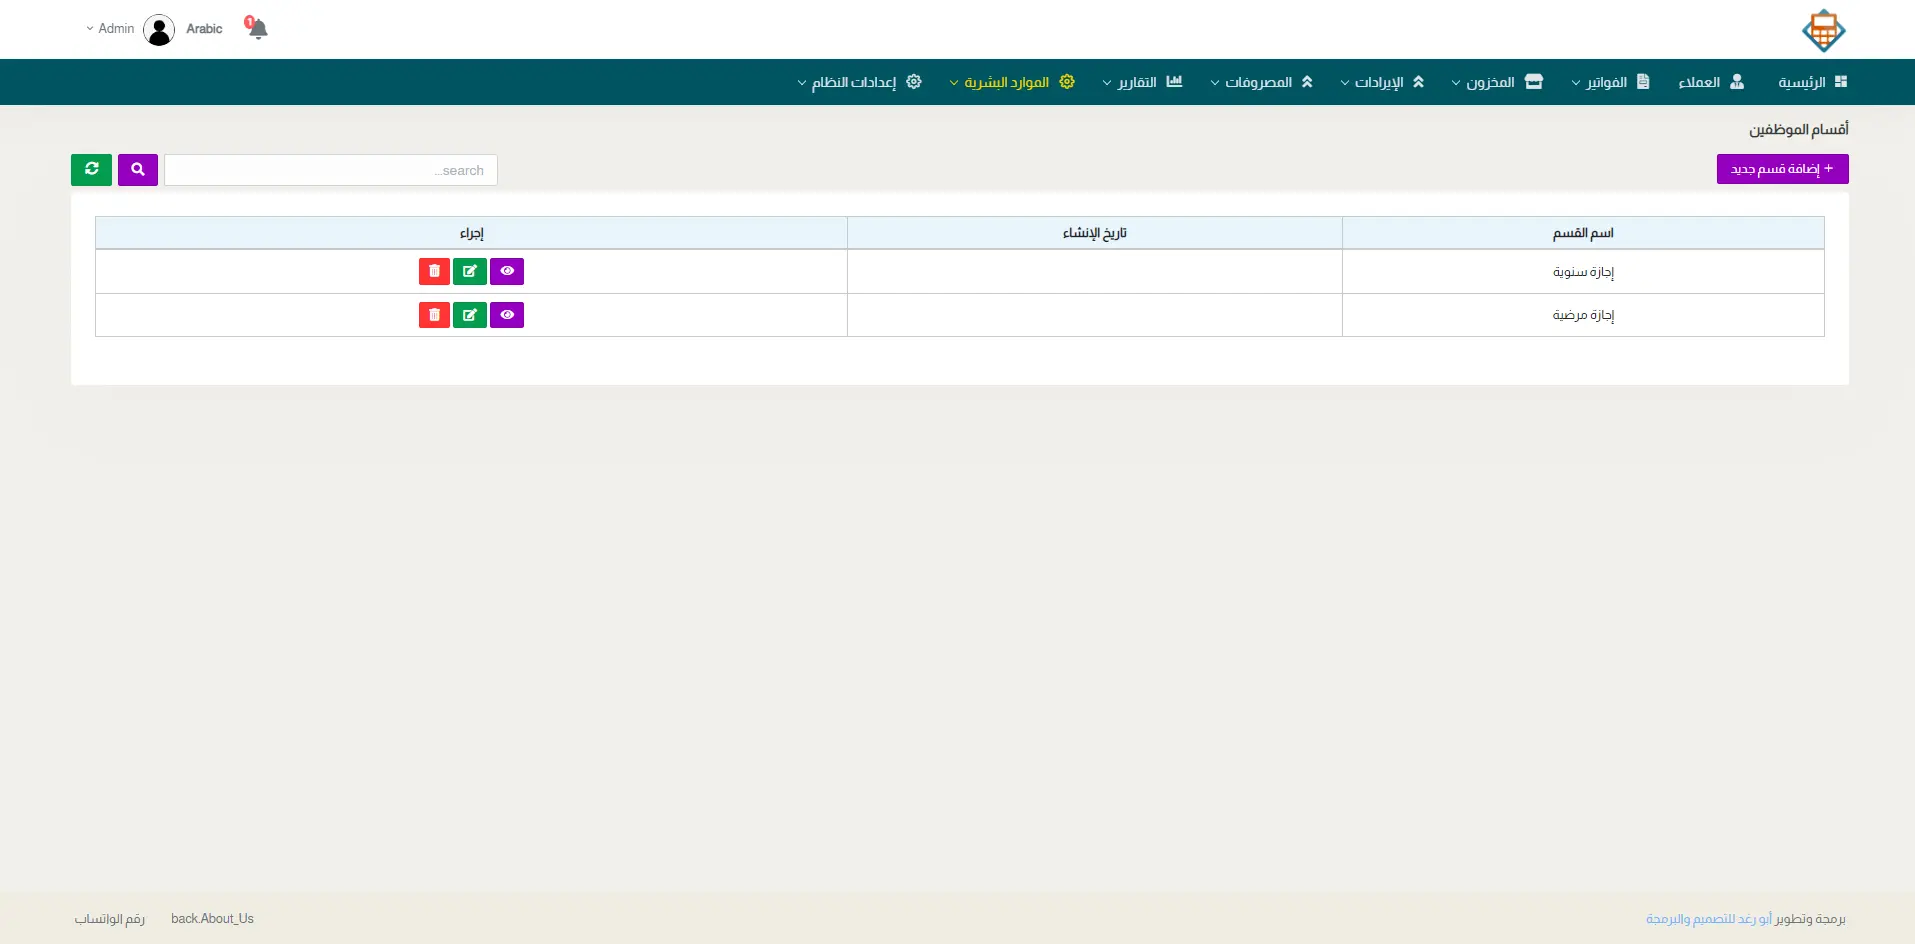 1
Arabic
Admin
الرئيسية
العملاء
الفواتير
المخزون
الإيرادات
المصروفات
التقارير
الموارد البشرية
إعدادات النظام
أقسام الموظفين
+ إضافة قسم جديد
search...
اسم القسم
تاريخ الإنشاء
إجراء
إجازة سنوية
إجازة مرضية
برمجة وتطوير أبو رغد للتصميم والبرمجة
back.About_Us
رقم الواتساب